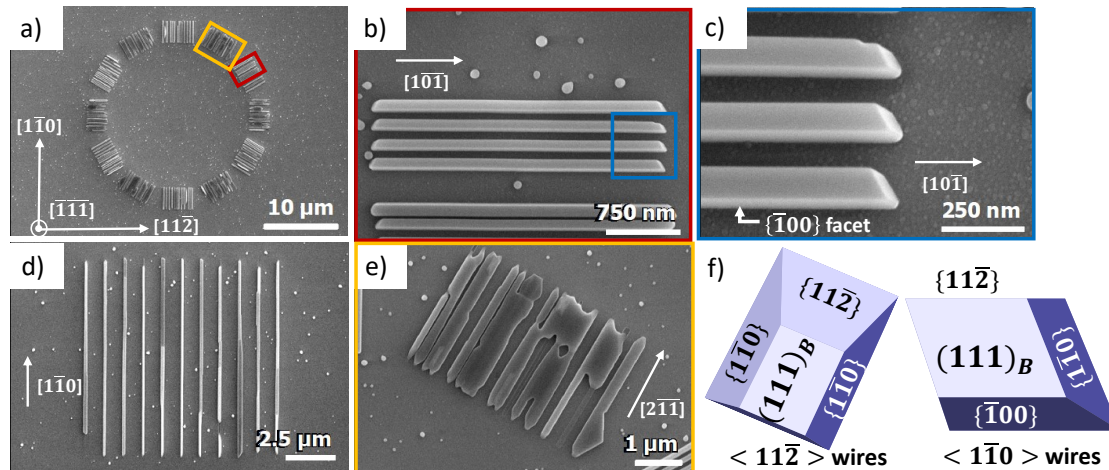 a)
[11̅0]
[1̅1̅1̅]
[112̅]
10 µm
b)
[101̅]
750 nm
c)
[101̅]
{1̅00} facet
250 nm
d)
[11̅0]
2.5 µm
e)
[21̅1̅]
1 µm
f)
{112̅}
{11̅0}
(111)B
{11̅0}
< 112̅ > wires
{112̅}
(111)B
{11̅0}
{1̅00}
< 11̅0 > wires